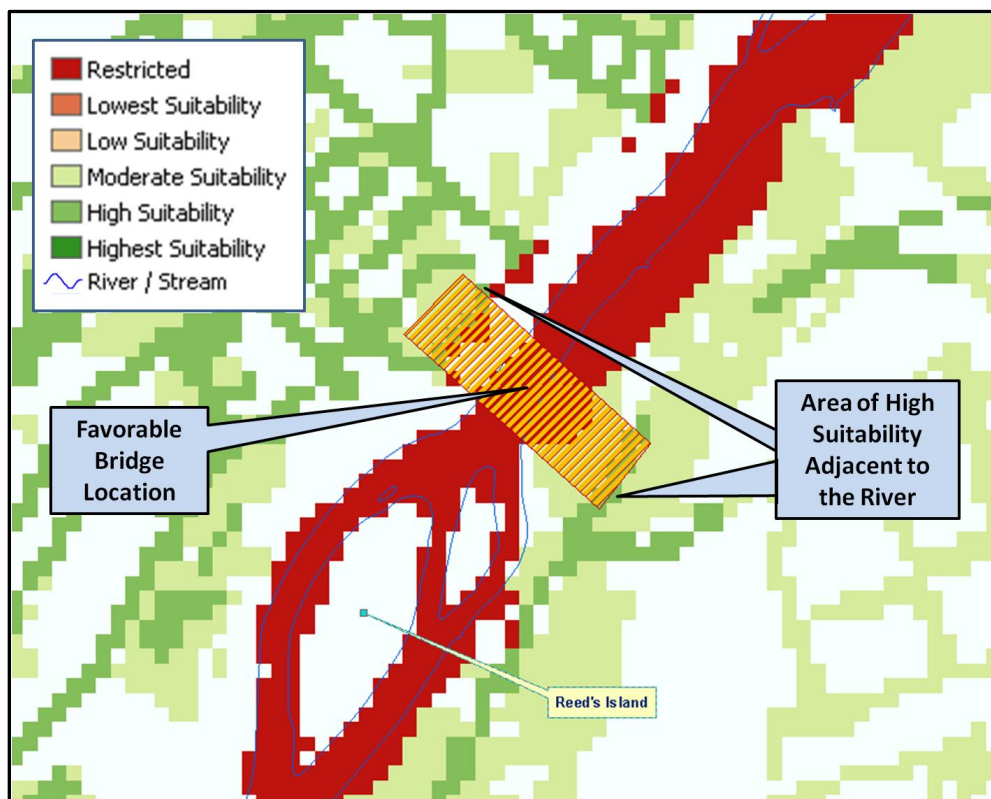 Restricted
Lowest Suitability
Low Suitability
Moderate Suitability
High Suitability
Highest Suitability
River / Stream
Favorable
Bridge
Location
Area of High
Suitability
Adjacent to
the River
Reed's Island